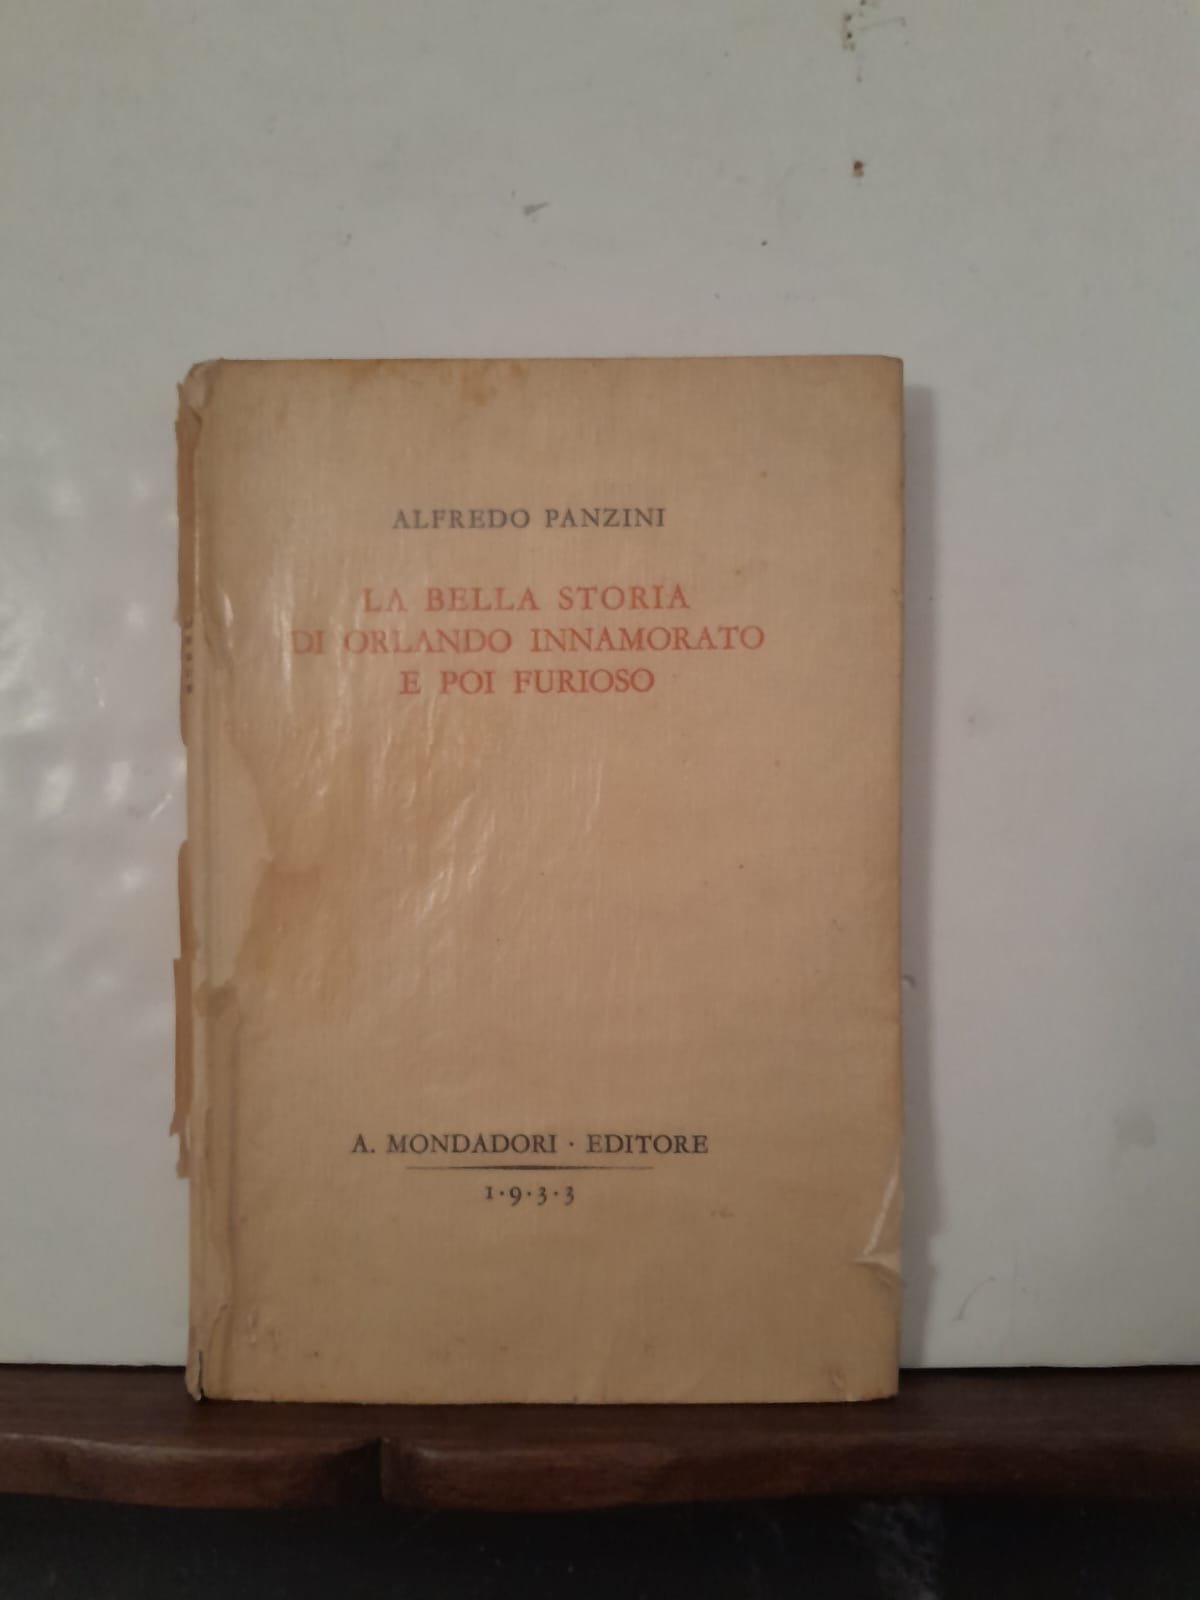 ALFREDO PANZINI
LA BELLA STORIA
DI ORLANDO INNAMORATO
E POI FURIOSO
A. MONDADORI · EDITORE
1·9·3·3